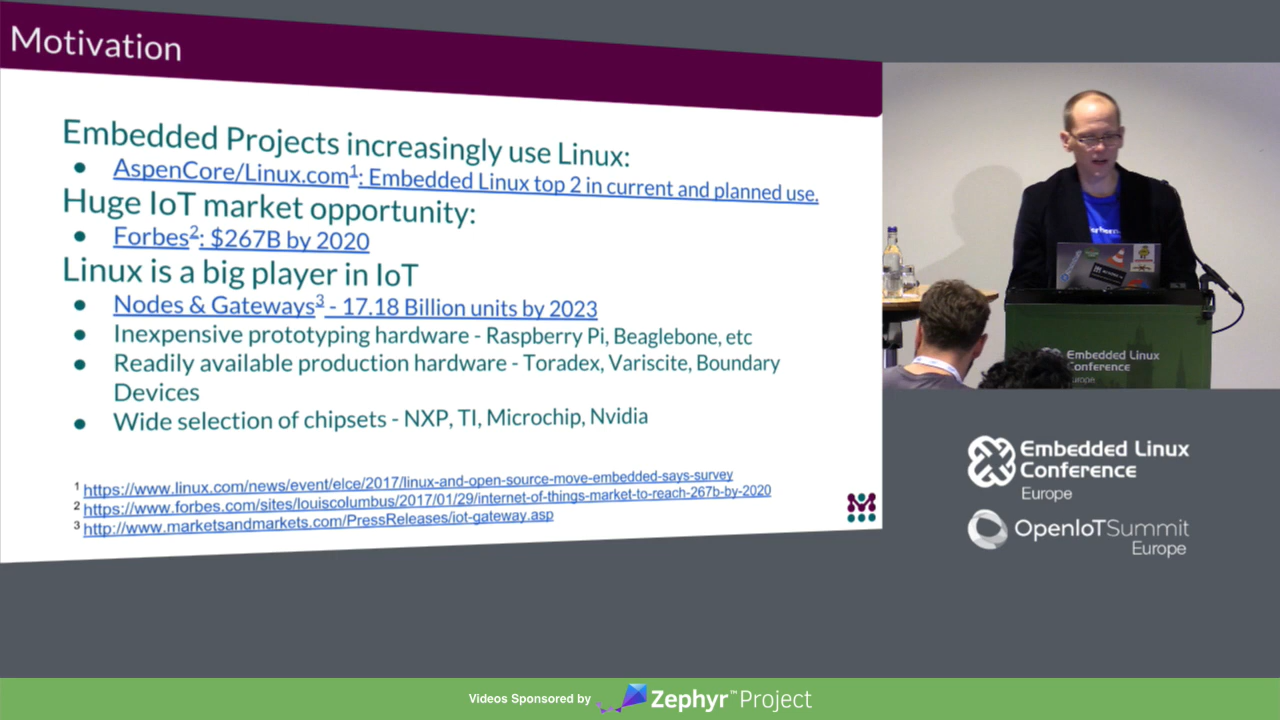 Motivation
Embedded Projects increasingly use Linux:
● AspenCore/Linux.com¹: Embedded Linux top 2 in current and planned use.
Huge IoT market opportunity:
● Forbes²: $267B by 2020
Linux is a big player in IoT
● Nodes & Gateways³ - 17.18 Billion units by 2023
● Inexpensive prototyping hardware - Raspberry Pi, Beaglebone, etc
● Readily available production hardware - Toradex, Variscite, Boundary
Devices
● Wide selection of chipsets - NXP, TI, Microchip, Nvidia
¹ https://www.linux.com/news/event/elce/2017/linux-and-open-source-move-embedded-says-survey
² https://www.forbes.com/sites/louiscolumbus/2017/01/29/internet-of-things-market-to-reach-267b-by-2020
³ http://www.marketsandmarkets.com/PressReleases/iot-gateway.asp
Embedded Linux
Conference
Europe
Embedded Linux
Conference
Europe
OpenIoTSummit
Europe
Videos Sponsored by Zephyr™Project